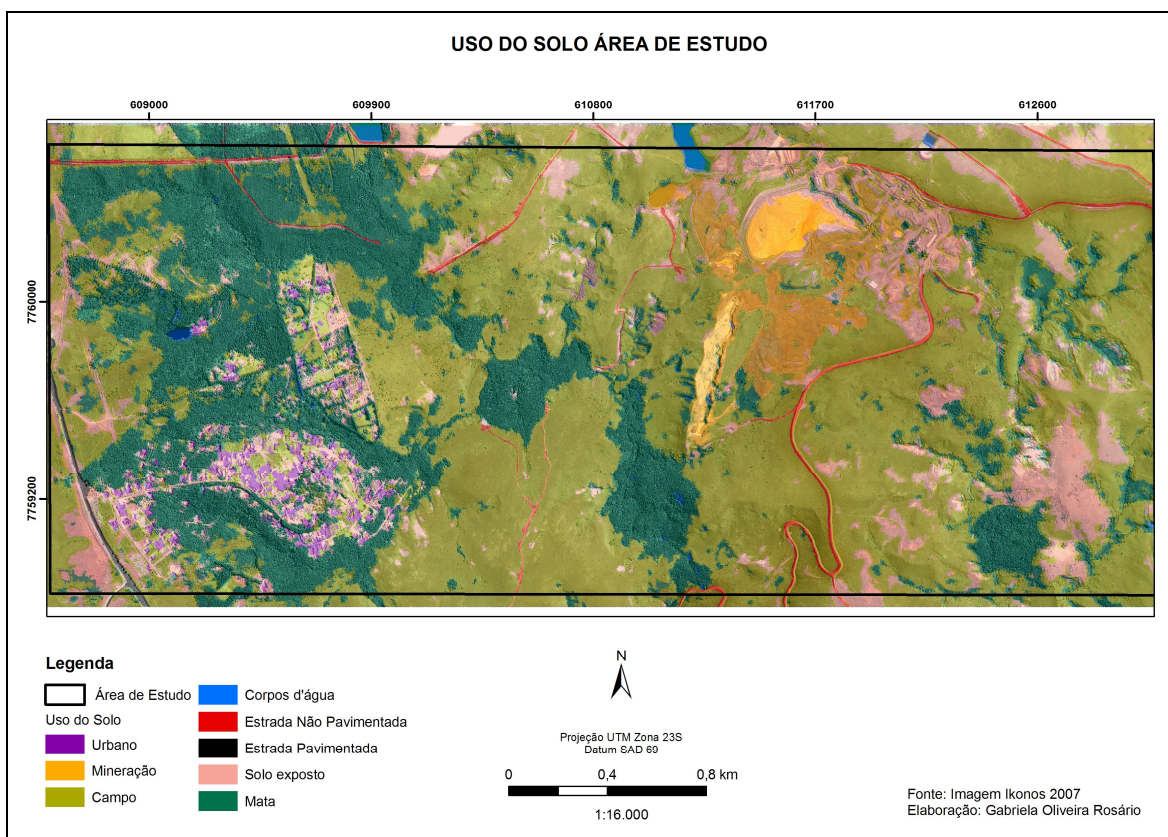 USO DO SOLO ÁREA DE ESTUDO
609000 609900 610800 611700 612600
7760000
7759200
Legenda
Área de Estudo
Uso do Solo
Urbano
Mineração
Campo
Corpos d'água
Estrada Não Pavimentada
Estrada Pavimentada
Solo exposto
Mata
N
Projeção UTM Zona 23S
Datum SAD 69
0 0,4 0,8 km
1:16.000
Fonte: Imagem Ikonos 2007
Elaboração: Gabriela Oliveira Rosário